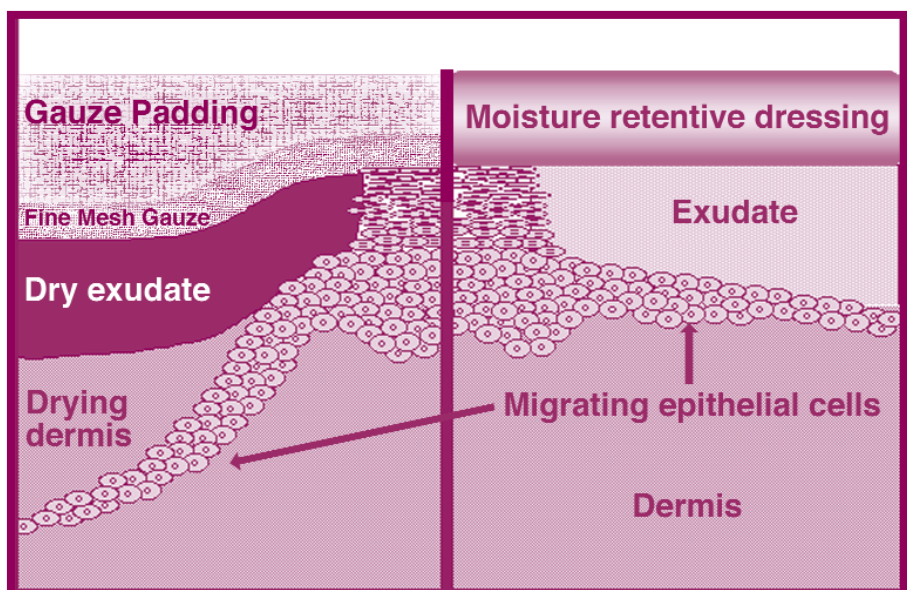 Gauze Padding
Fine Mesh Gauze
Dry exudate
Drying
dermis
Moisture retentive dressing
Exudate
Migrating epithelial cells
Dermis